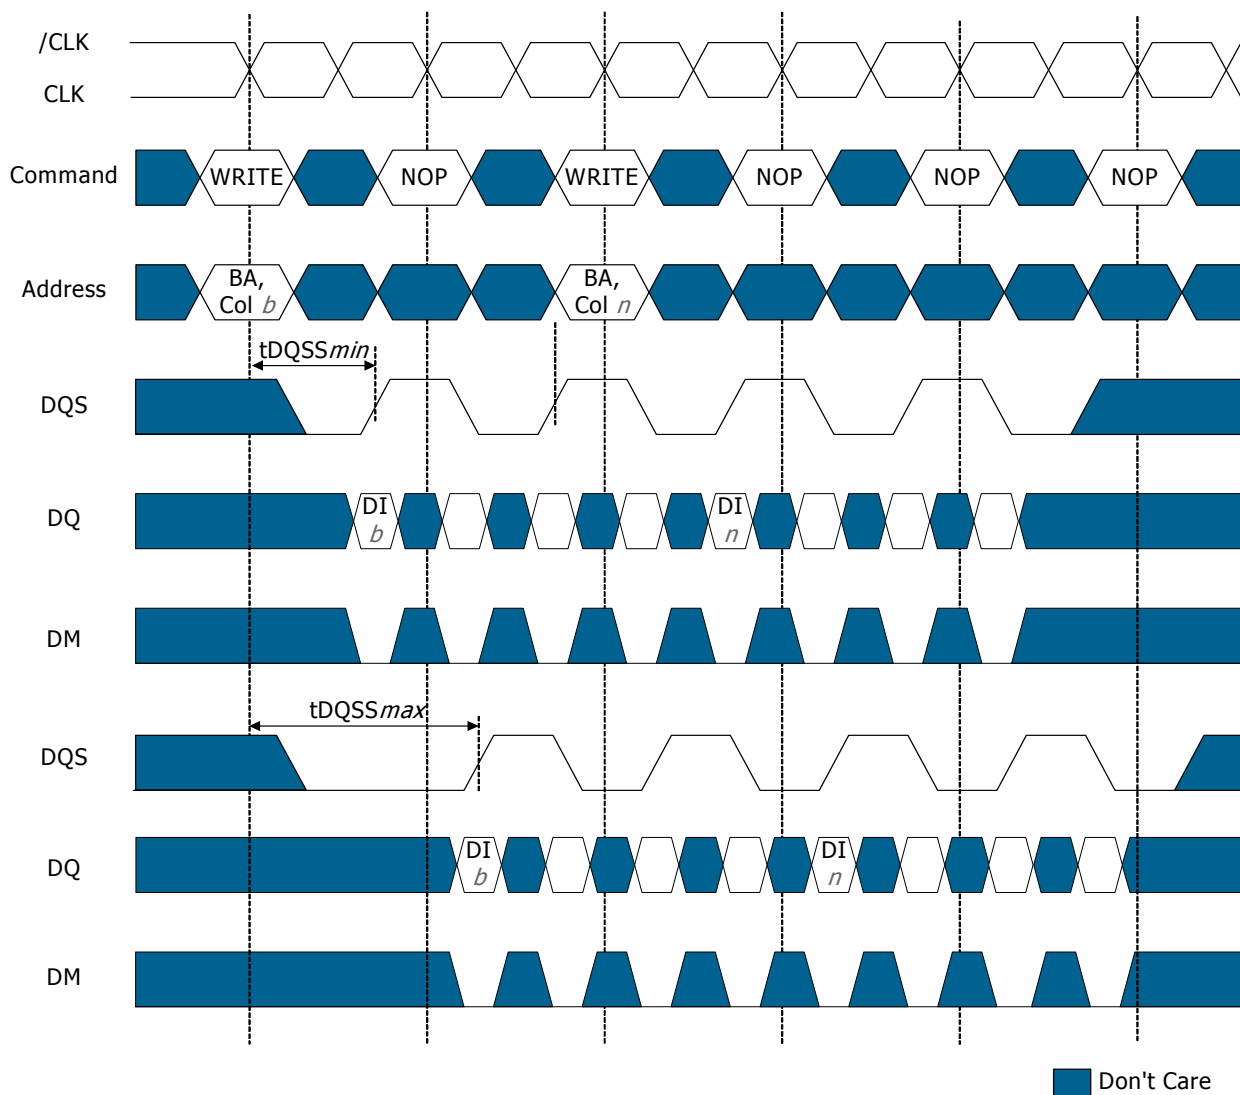 /CLK
CLK
Command
WRITE
NOP
WRITE
NOP
NOP
NOP
Address
BA,
Col b
BA,
Col n
tDQSSmin
DQS
DQ
DI
b
DI
n
DM
tDQSSmax
DQS
DQ
DI
b
DI
n
DM
Don't Care